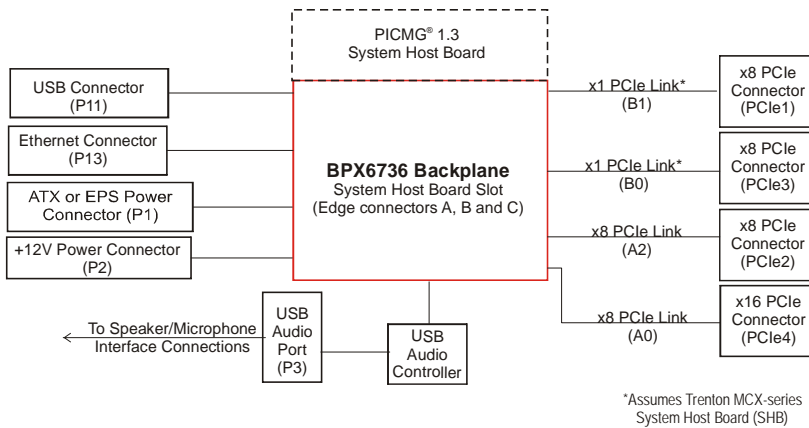 PICMG® 1.3
System Host Board
USB Connector
(P11)
Ethernet Connector
(P13)
ATX or EPS Power
Connector (P1)
+12V Power Connector
(P2)
BPX6736 Backplane
System Host Board Slot
(Edge connectors A, B and C)
x1 PCIe Link*
(B1)
x8 PCIe
Connector
(PCIe1)
x1 PCIe Link*
(B0)
x8 PCIe
Connector
(PCIe3)
x8 PCIe Link
(A2)
x8 PCIe
Connector
(PCIe2)
x8 PCIe Link
(A0)
x16 PCIe
Connector
(PCIe4)
To Speaker/Microphone
Interface Connections
USB
Audio
Port
(P3)
USB
Audio
Controller
*Assumes Trenton MCX-series
System Host Board (SHB)